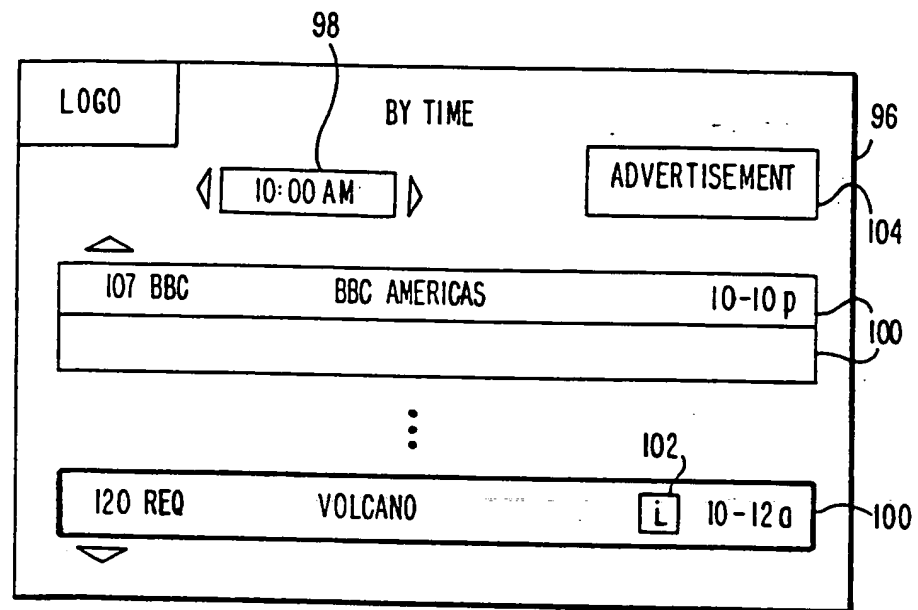 98
LOGO
BY TIME
96
10:00 AM
ADVERTISEMENT
104
107 BBC BBC AMERICAS 10-10 p
100
102
120 REQ VOLCANO i 10-12a
100